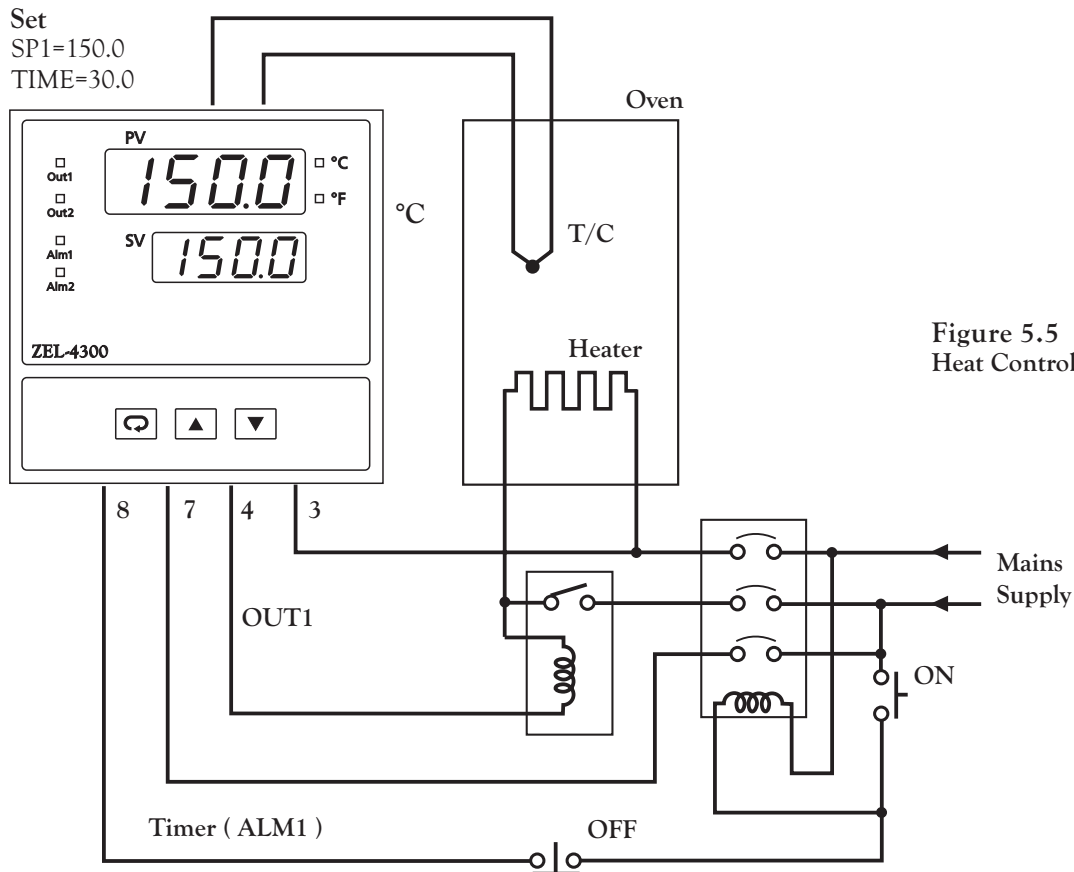 Set
SP1=150.0
TIME=30.0
Oven
PV
150.0
°C
°F
Out1
Out2
Alm1
Alm2
SV
150.0
°C
T/C
ZEL-4300
Heater
Figure 5.5
Heat Control
8 7 4 3
OUT1
Mains
Supply
ON
Timer ( ALM1 )
OFF